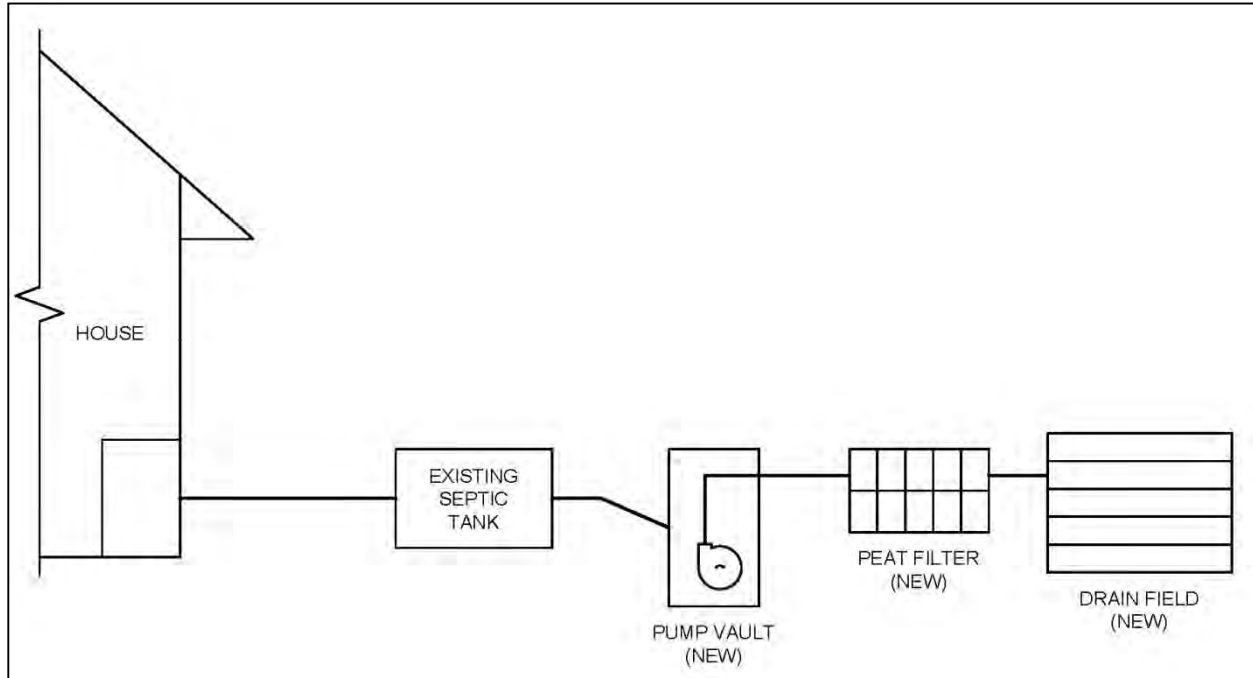 HOUSE
EXISTING
SEPTIC
TANK
PUMP VAULT
(NEW)
PEAT FILTER
(NEW)
DRAIN FIELD
(NEW)